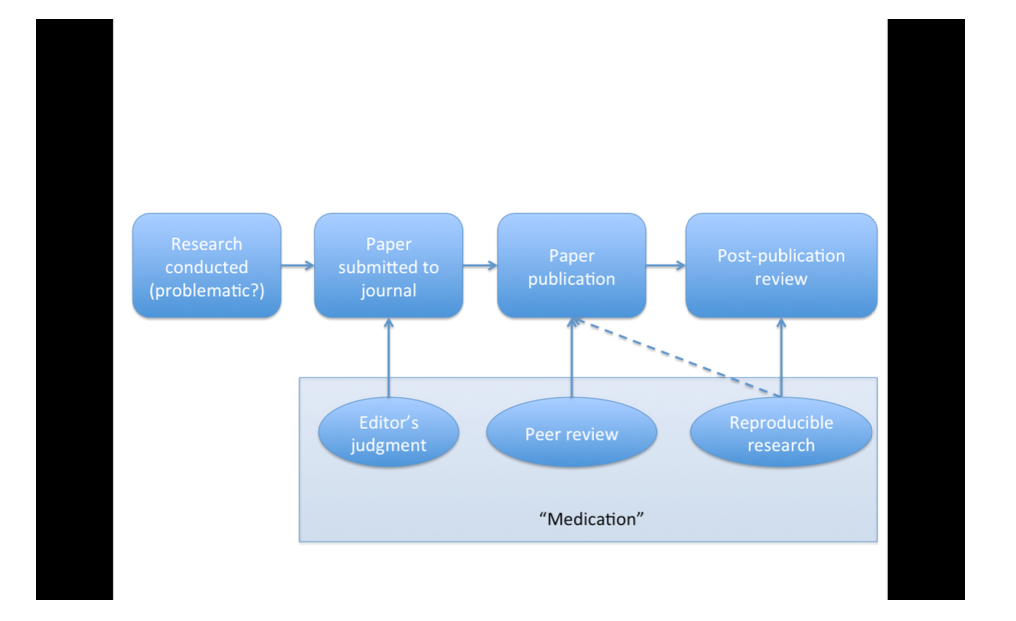 Research
conducted
(problematic?)
Paper
submitted to
journal
Paper
publication
Post-publication
review
Editor’s
judgment
Peer review
Reproducible
research
“Medication”